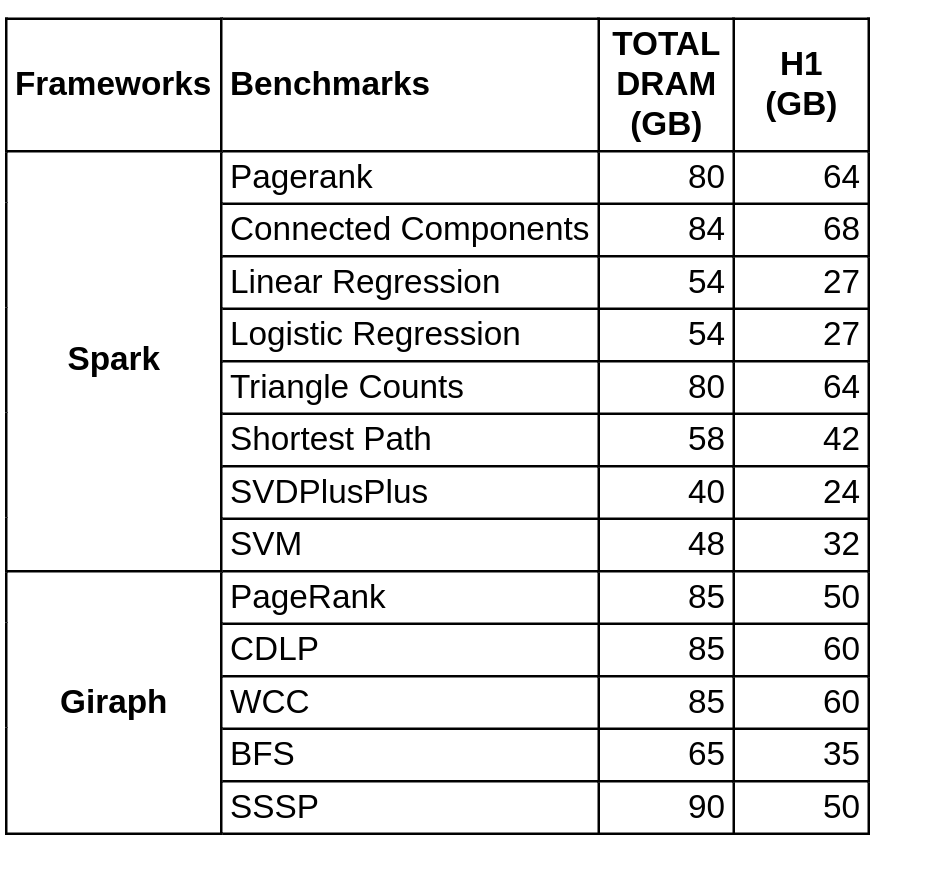 Frameworks Benchmarks TOTAL DRAM (GB) H1 (GB)
Spark
Pagerank 80 64
Connected Components 84 68
Linear Regression 54 27
Logistic Regression 54 27
Triangle Counts 80 64
Shortest Path 58 42
SVDPlusPlus 40 24
SVM 48 32
Giraph
PageRank 85 50
CDLP 85 60
WCC 85 60
BFS 65 35
SSSP 90 50